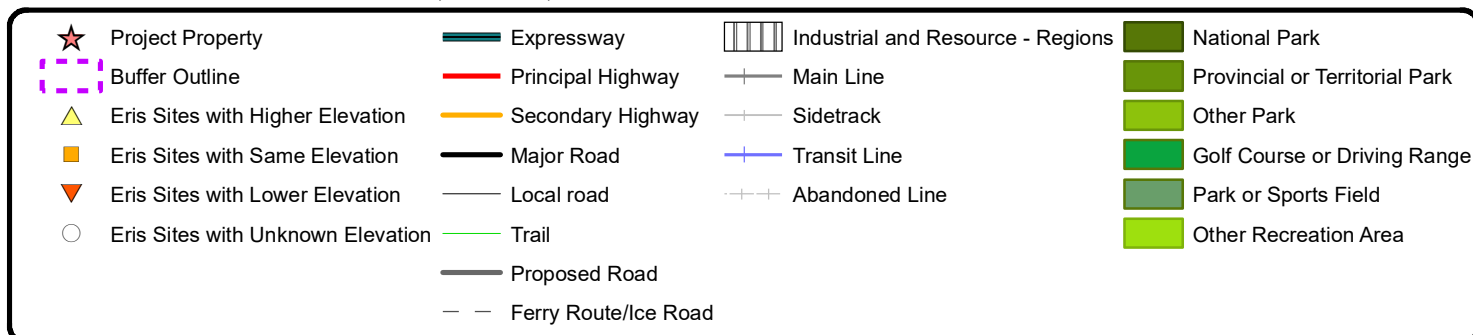 Project Property
Buffer Outline
Eris Sites with Higher Elevation
Eris Sites with Same Elevation
Eris Sites with Lower Elevation
Eris Sites with Unknown Elevation
Expressway
Principal Highway
Secondary Highway
Major Road
Local road
Trail
Proposed Road
Ferry Route/Ice Road
Industrial and Resource - Regions
Main Line
Sidetrack
Transit Line
Abandoned Line
National Park
Provincial or Territorial Park
Other Park
Golf Course or Driving Range
Park or Sports Field
Other Recreation Area